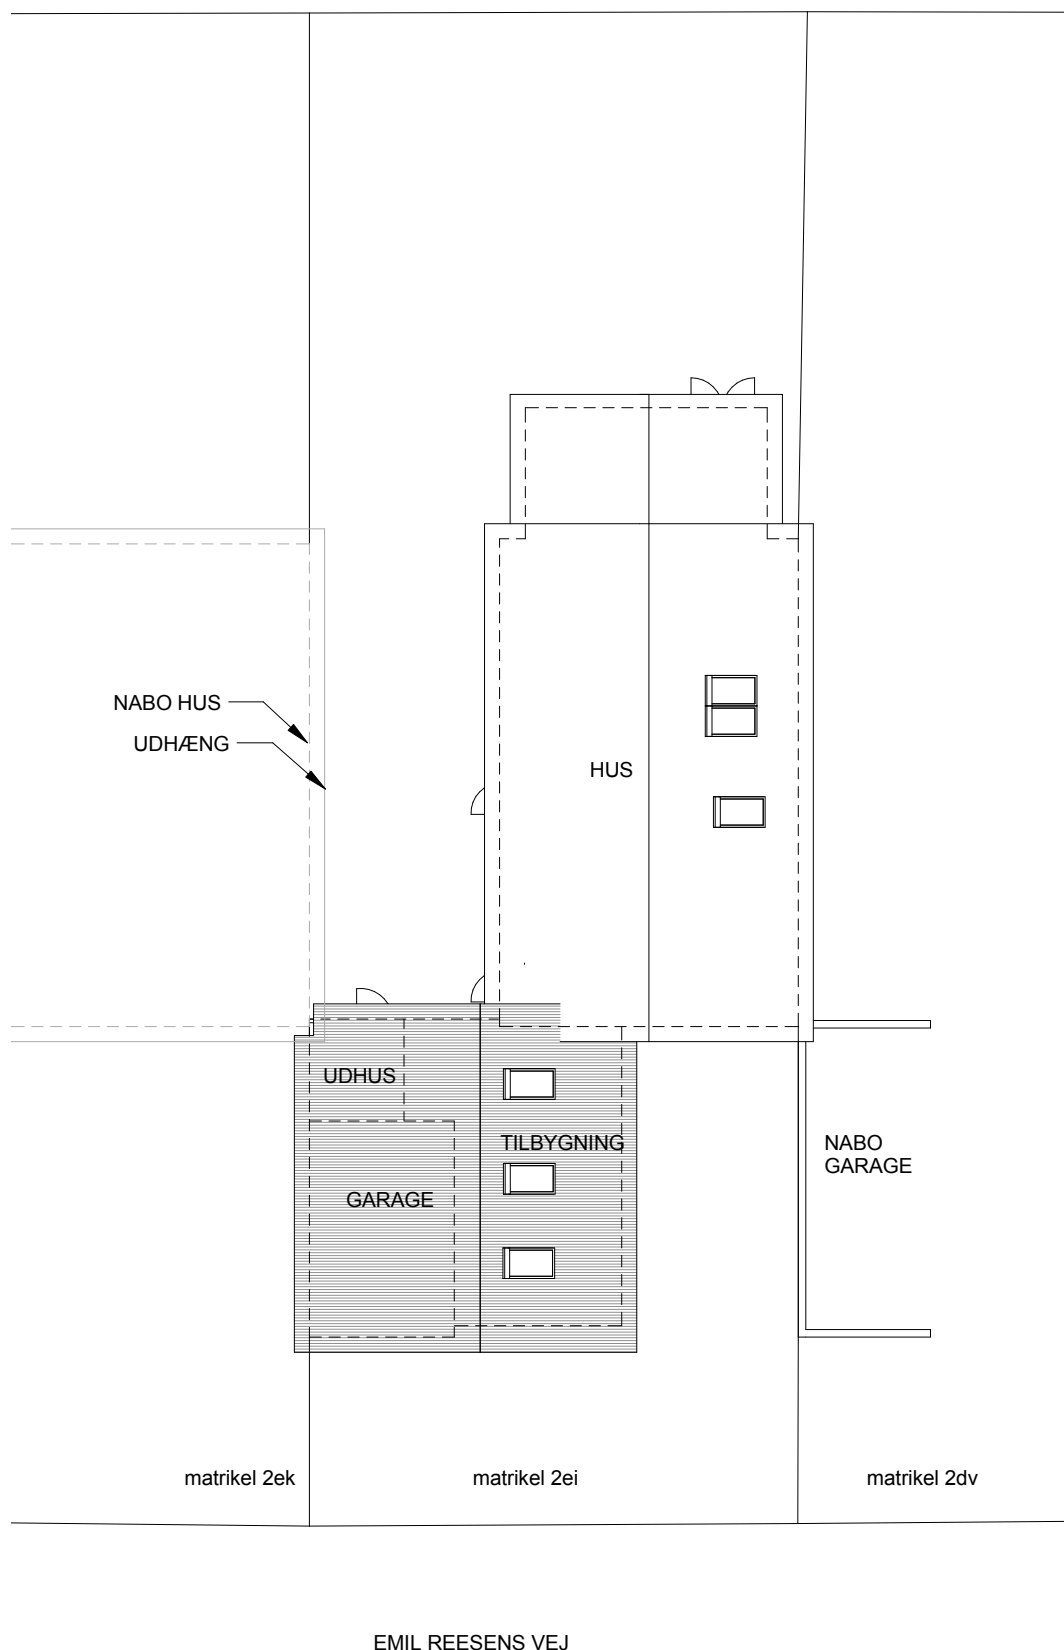 NABO HUS
UDHÆNG
HUS
UDHUS
TILBYGNING
GARAGE
NABO
GARAGE
matrikel 2ek
matrikel 2ei
matrikel 2dv
EMIL REESENS VEJ